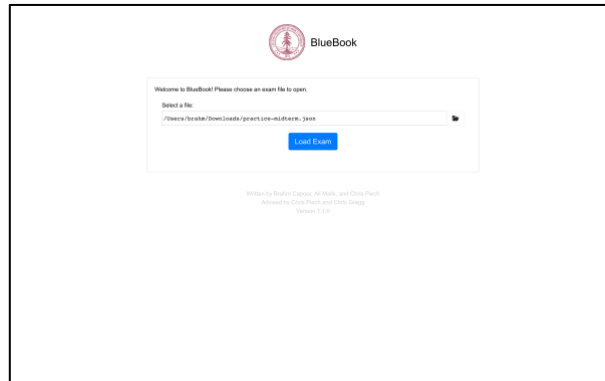 BlueBook
Welcome to BlueBook! Please choose an exam file to open.
Select a file:
/Users/brahm/Downloads/practice-midterm.json
Load Exam
Written by Brahm Capoor, Ali Malik, and Chris Piech
Advised by Chris Piech and Chris Gregg
Version 1.1.0